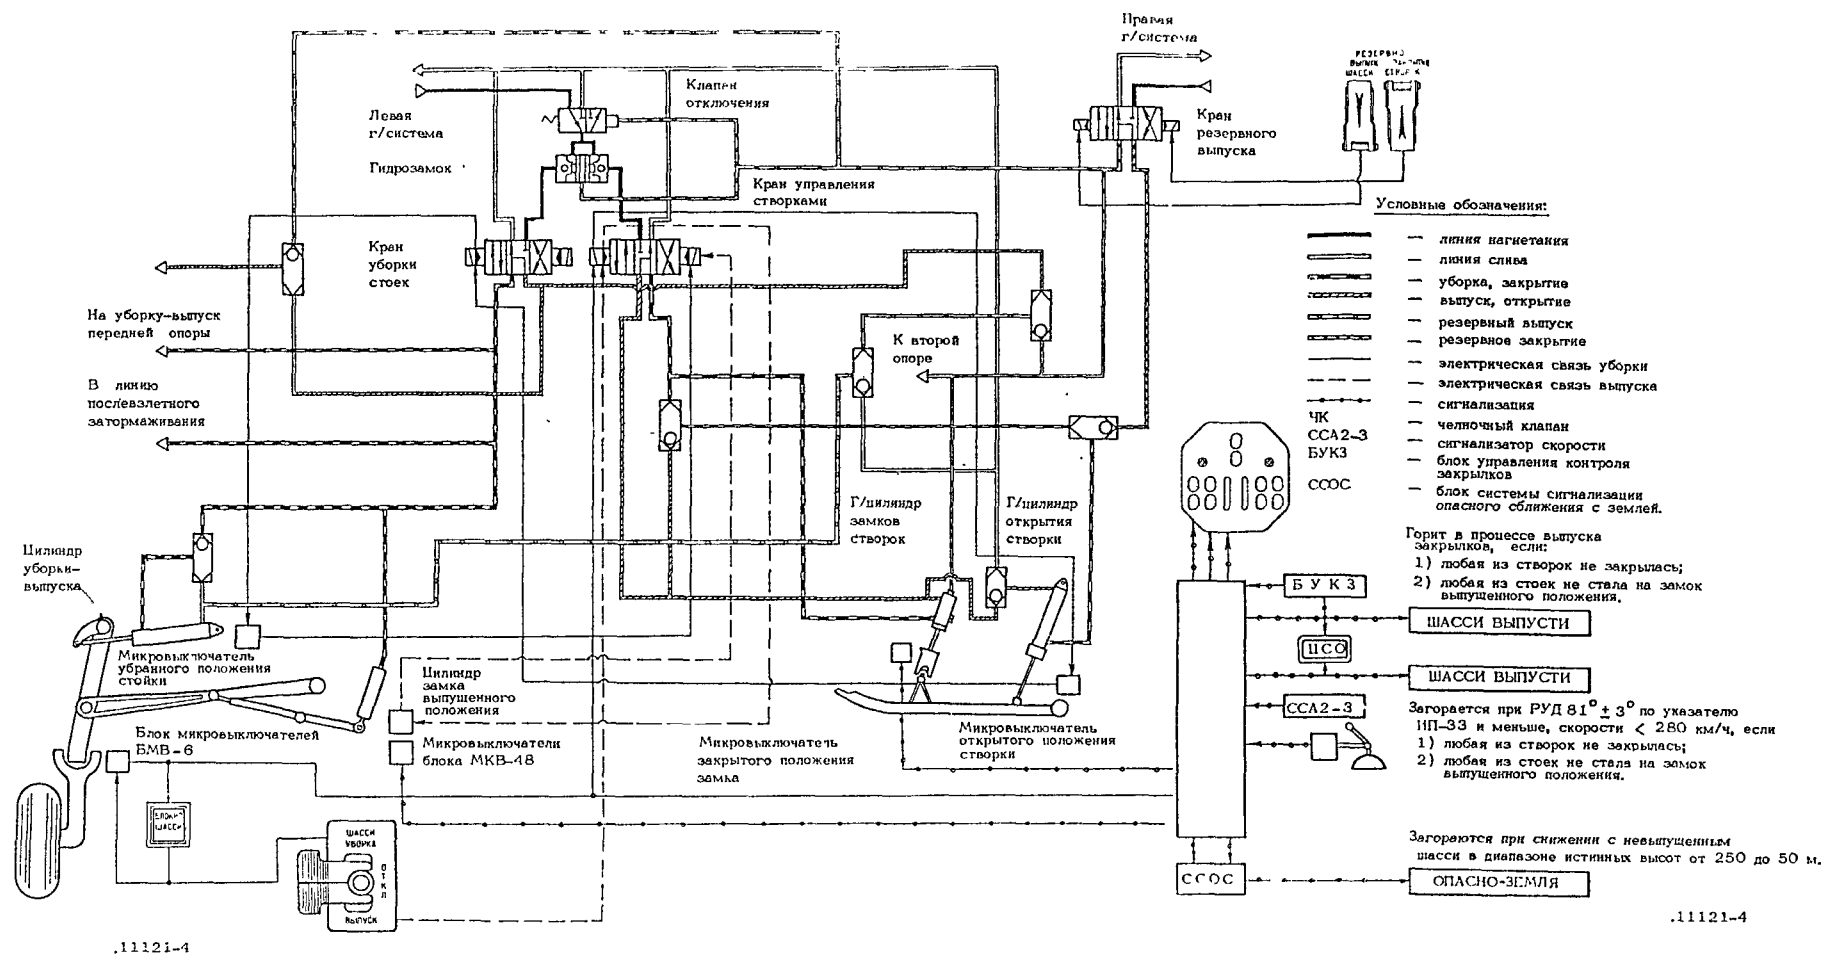 Правая
г/система
РЕЗЕРВНО
ВЫПУСК
ШАССИ
Клапан
отключения
Левая
г/система
Кран
резервного
выпуска
Гидрозамок
Кран управления
створками
Условные обозначения:
— линия нагнетания
— линия слива
— уборка, закрытие
— выпуск, открытие
— резервный выпуск
— резервное закрытие
— электрическая связь уборки
— электрическая связь выпуска
— сигнализация
ЧК — челночный клапан
ССА2-3 — сигнализатор скорости
БУКЗ — блок управления контроля
закрылков
ССОС — блок системы сигнализации
опасного сближения с землей.
Кран
уборки
стоек
На уборку-выпуск
передней опоры
К второй
опоре
В линию
послевзлетного
затормаживания
Г/цилиндр
замков
створок
Г/цилиндр
открытия
створки
Цилиндр
уборки-
выпуска
Горит в процессе выпуска
закрылков, если:
1) любая из створок не закрылась;
2) любая из стоек не стала на замок
выпущенного положения.
БУКЗ
ШАССИ ВЫПУСТИ
ЦСО
ШАССИ ВЫПУСТИ
ССА2-3
Загорается при РУД 81° ± 3° по указателю
ИП-33 и меньше, скорости < 280 км/ч, если
1) любая из створок не закрылась;
2) любая из стоек не стала на замок
выпущенного положения.
Микровыключатель
убранного положения
стойки
Цилиндр
замка
выпущенного
положения
Блок микровыключателей
БМВ-6
Микровыключатели
блока МКВ-48
Микровыключатель
закрытого положения
замка
Микровыключатель
открытого положения
створки
ШАССИ
ШАССИ
УБОРКА
ОТКЛ
ВЫПУСК
Загораются при снижении с невыпущенным
шасси в диапазоне истинных высот от 250 до 50 м.
ССОС
ОПАСНО-ЗЕМЛЯ
.11121-4
.11121-4